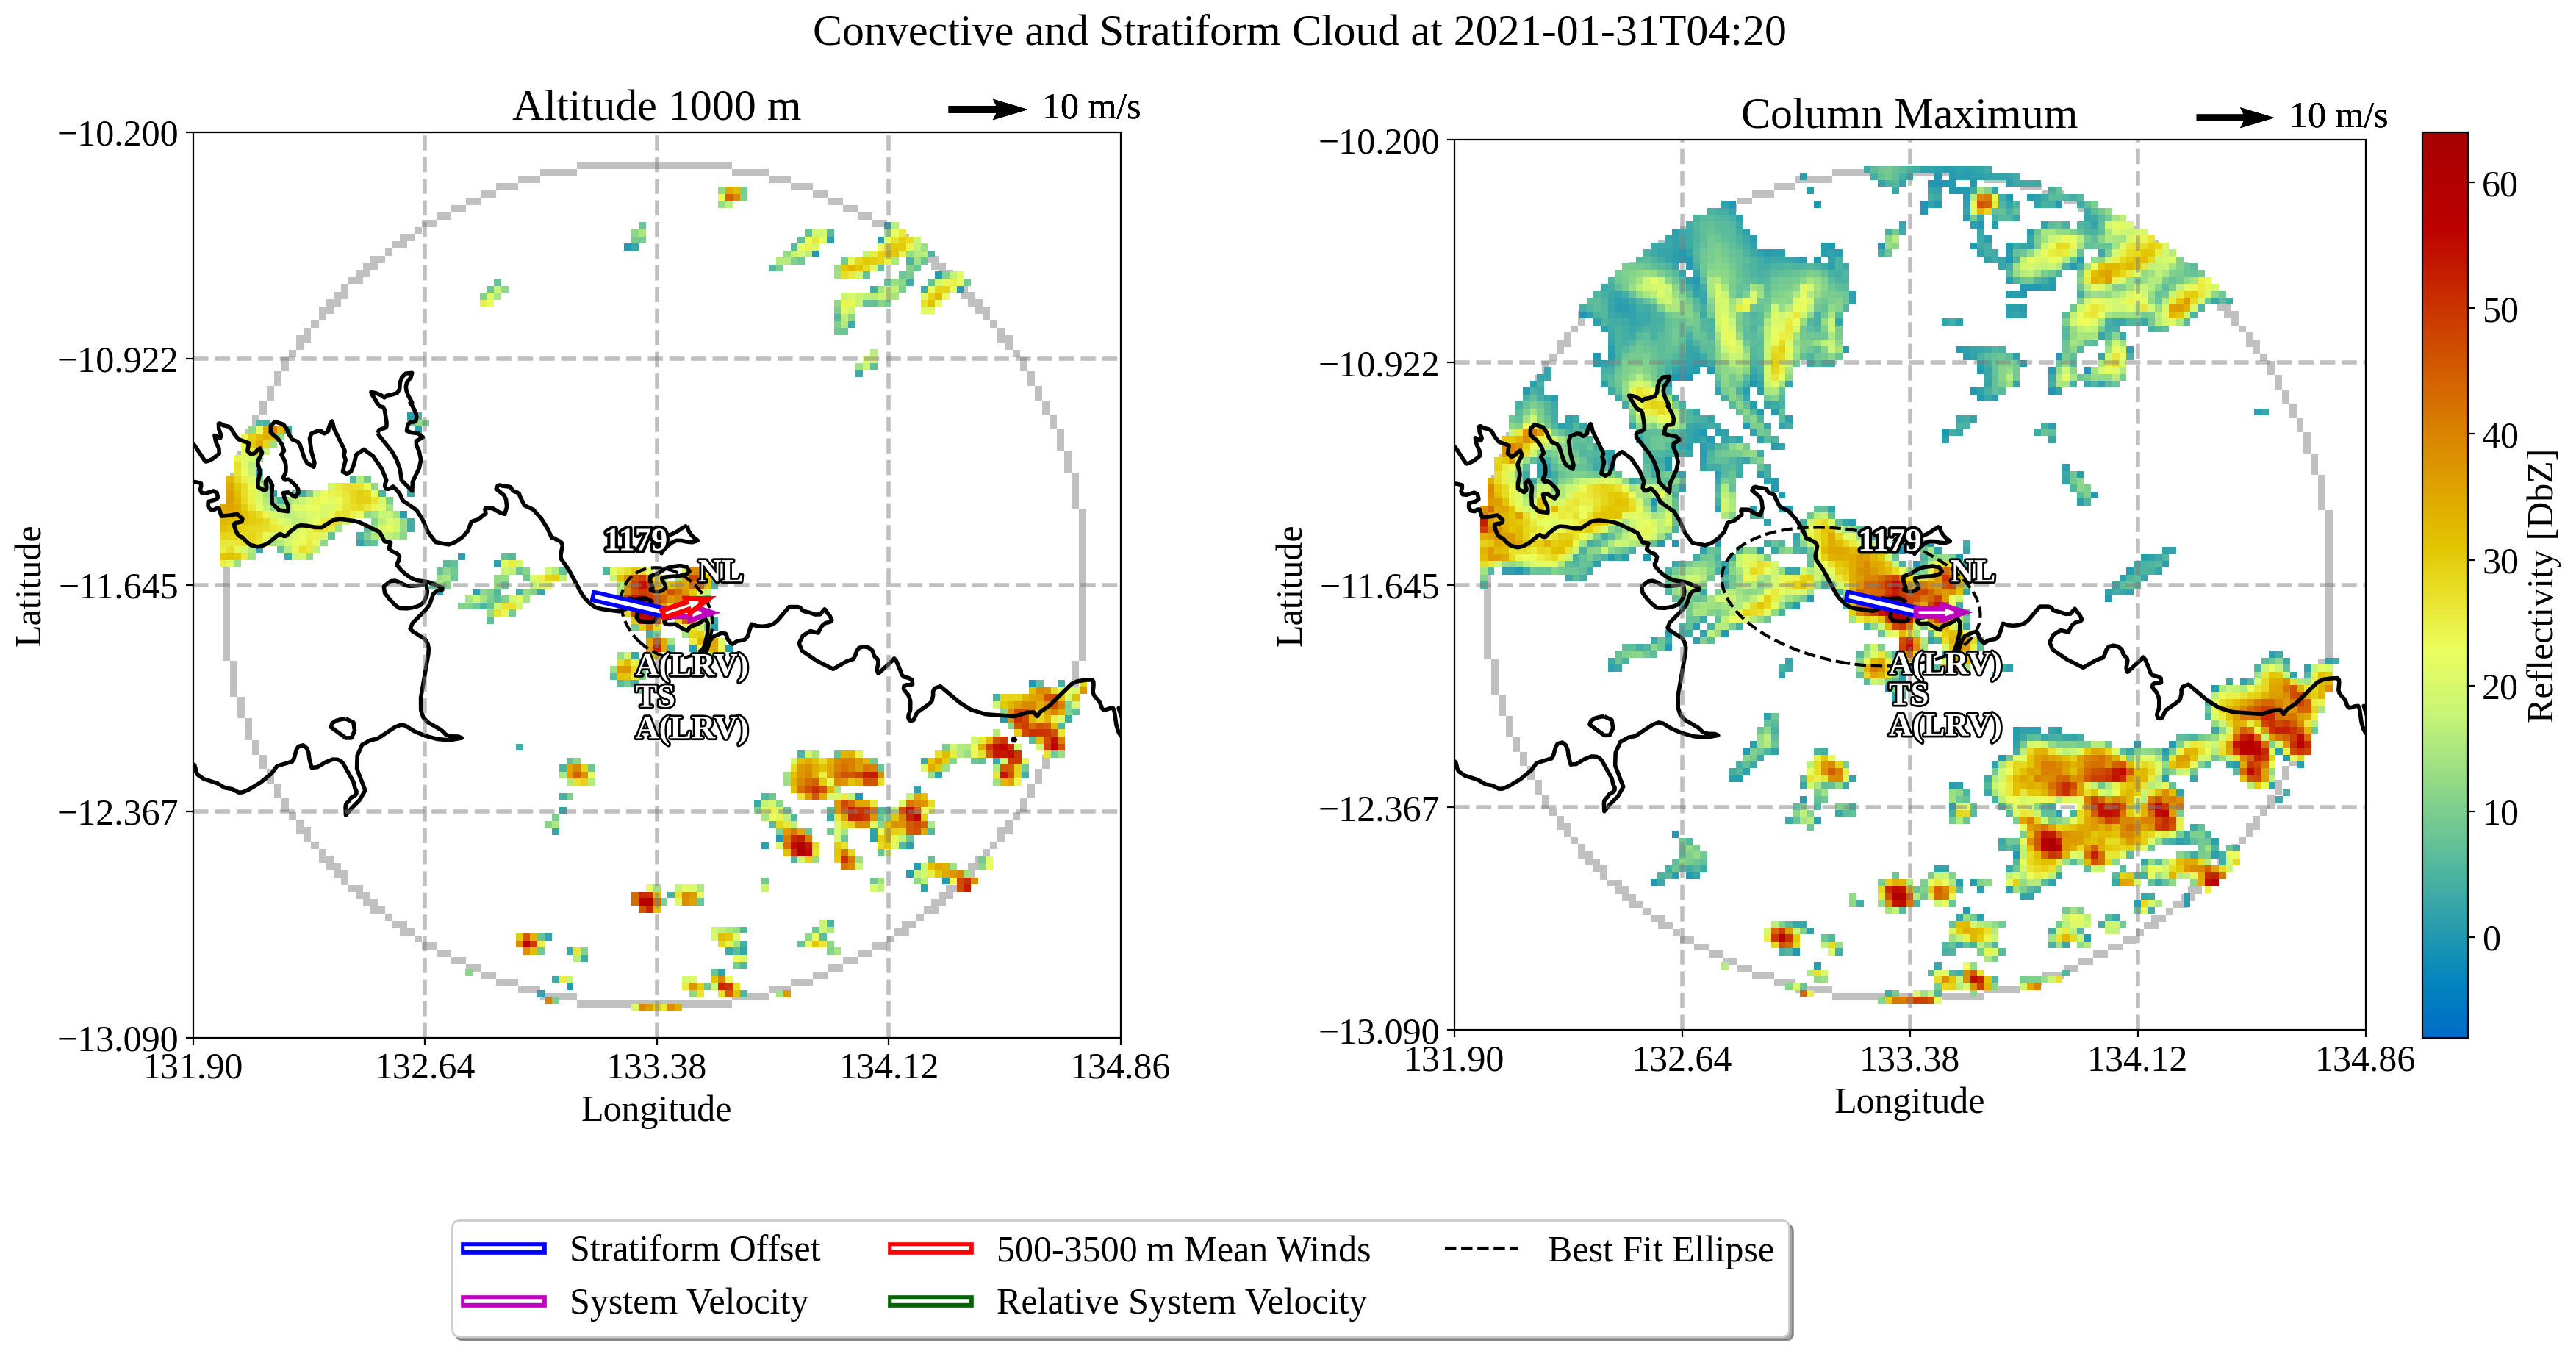 Convective and Stratiform Cloud at 2021-01-31T04:20
Altitude 1000 m
10 m/s
−10.200
−10.922
−11.645
−12.367
−13.090
Latitude
131.90
132.64
133.38
134.12
134.86
Longitude
1179
NL
A(LRV)
TS
A(LRV)
Column Maximum
10 m/s
−10.200
−10.922
−11.645
−12.367
−13.090
Latitude
131.90
132.64
133.38
134.12
134.86
Longitude
1179
NL
A(LRV)
TS
A(LRV)
60
50
40
30
20
10
0
Reflectivity [DbZ]
Stratiform Offset
System Velocity
500-3500 m Mean Winds
Relative System Velocity
Best Fit Ellipse